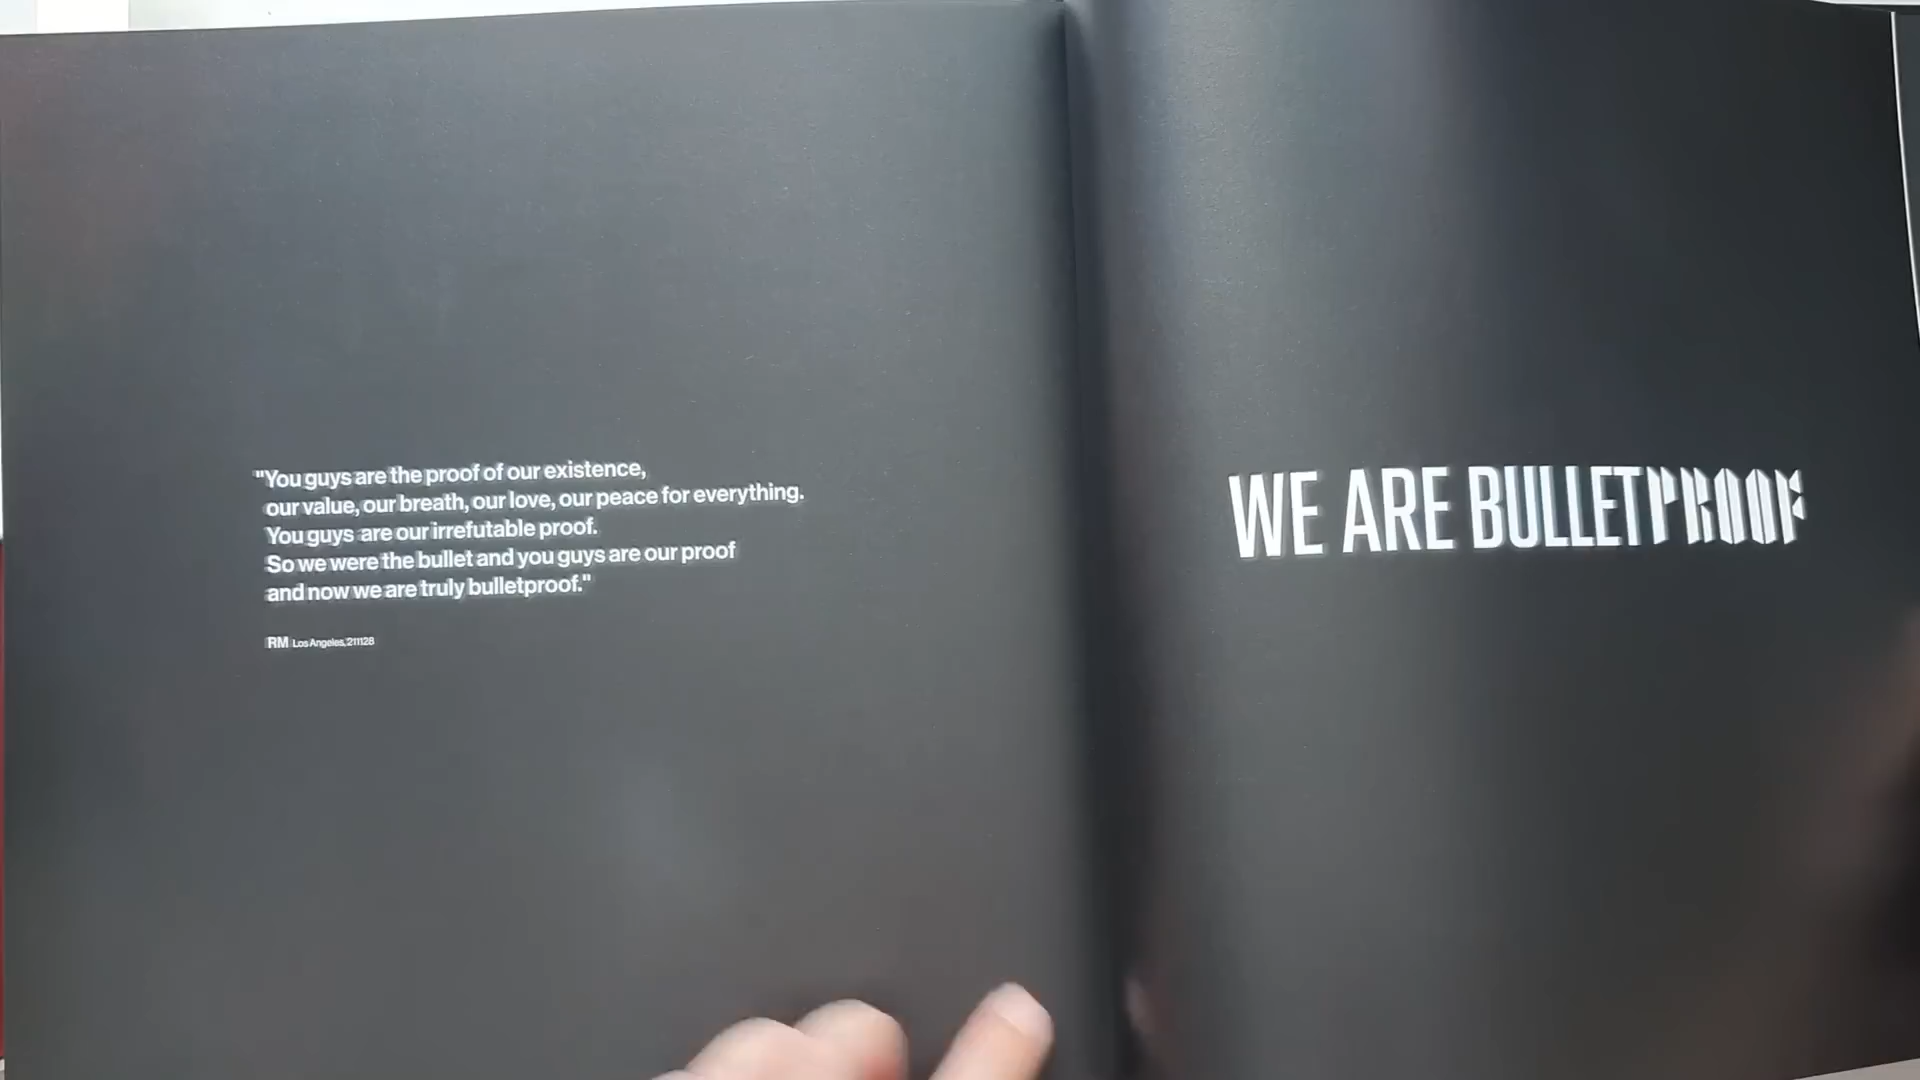 "You guys are the proof of our existence,
our value, our breath, our love, our peace for everything.
You guys are our irrefutable proof.
So we were the bullet and you guys are our proof
and now we are truly bulletproof."
RM Los Angeles, 211128
WE ARE BULLETPROOF